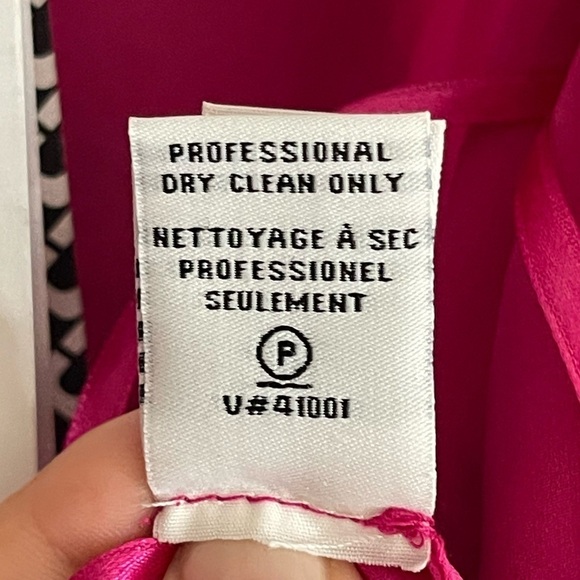 PROFESSIONAL
DRY CLEAN ONLY
NETTOYAGE À SEC
PROFESSIONEL
SEULEMENT
P
V#41001